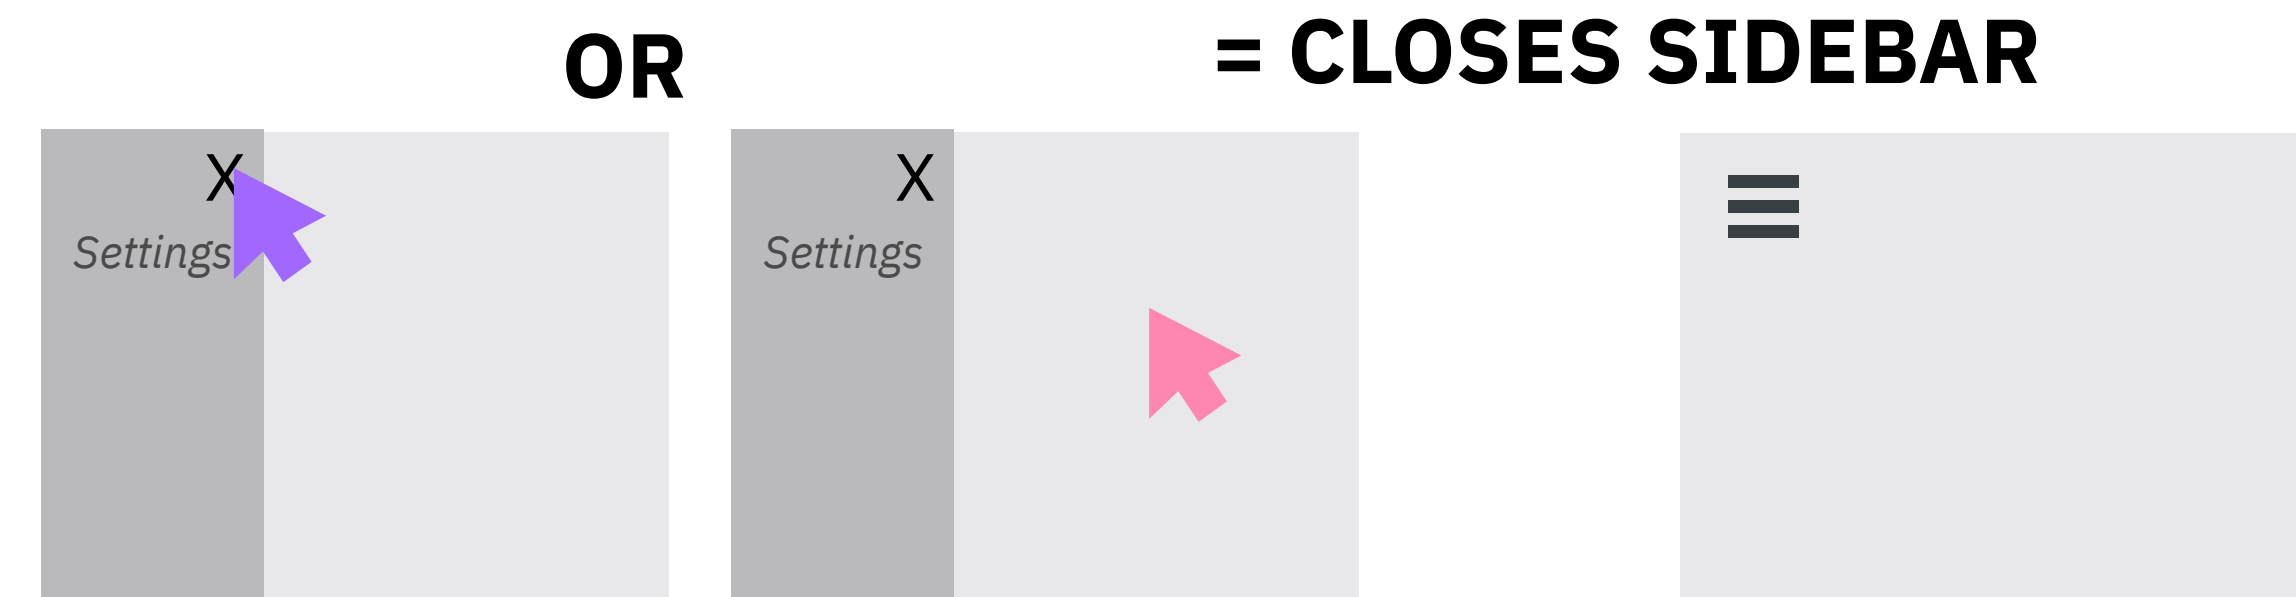 OR
= CLOSES SIDEBAR
X
Settings
X
Settings